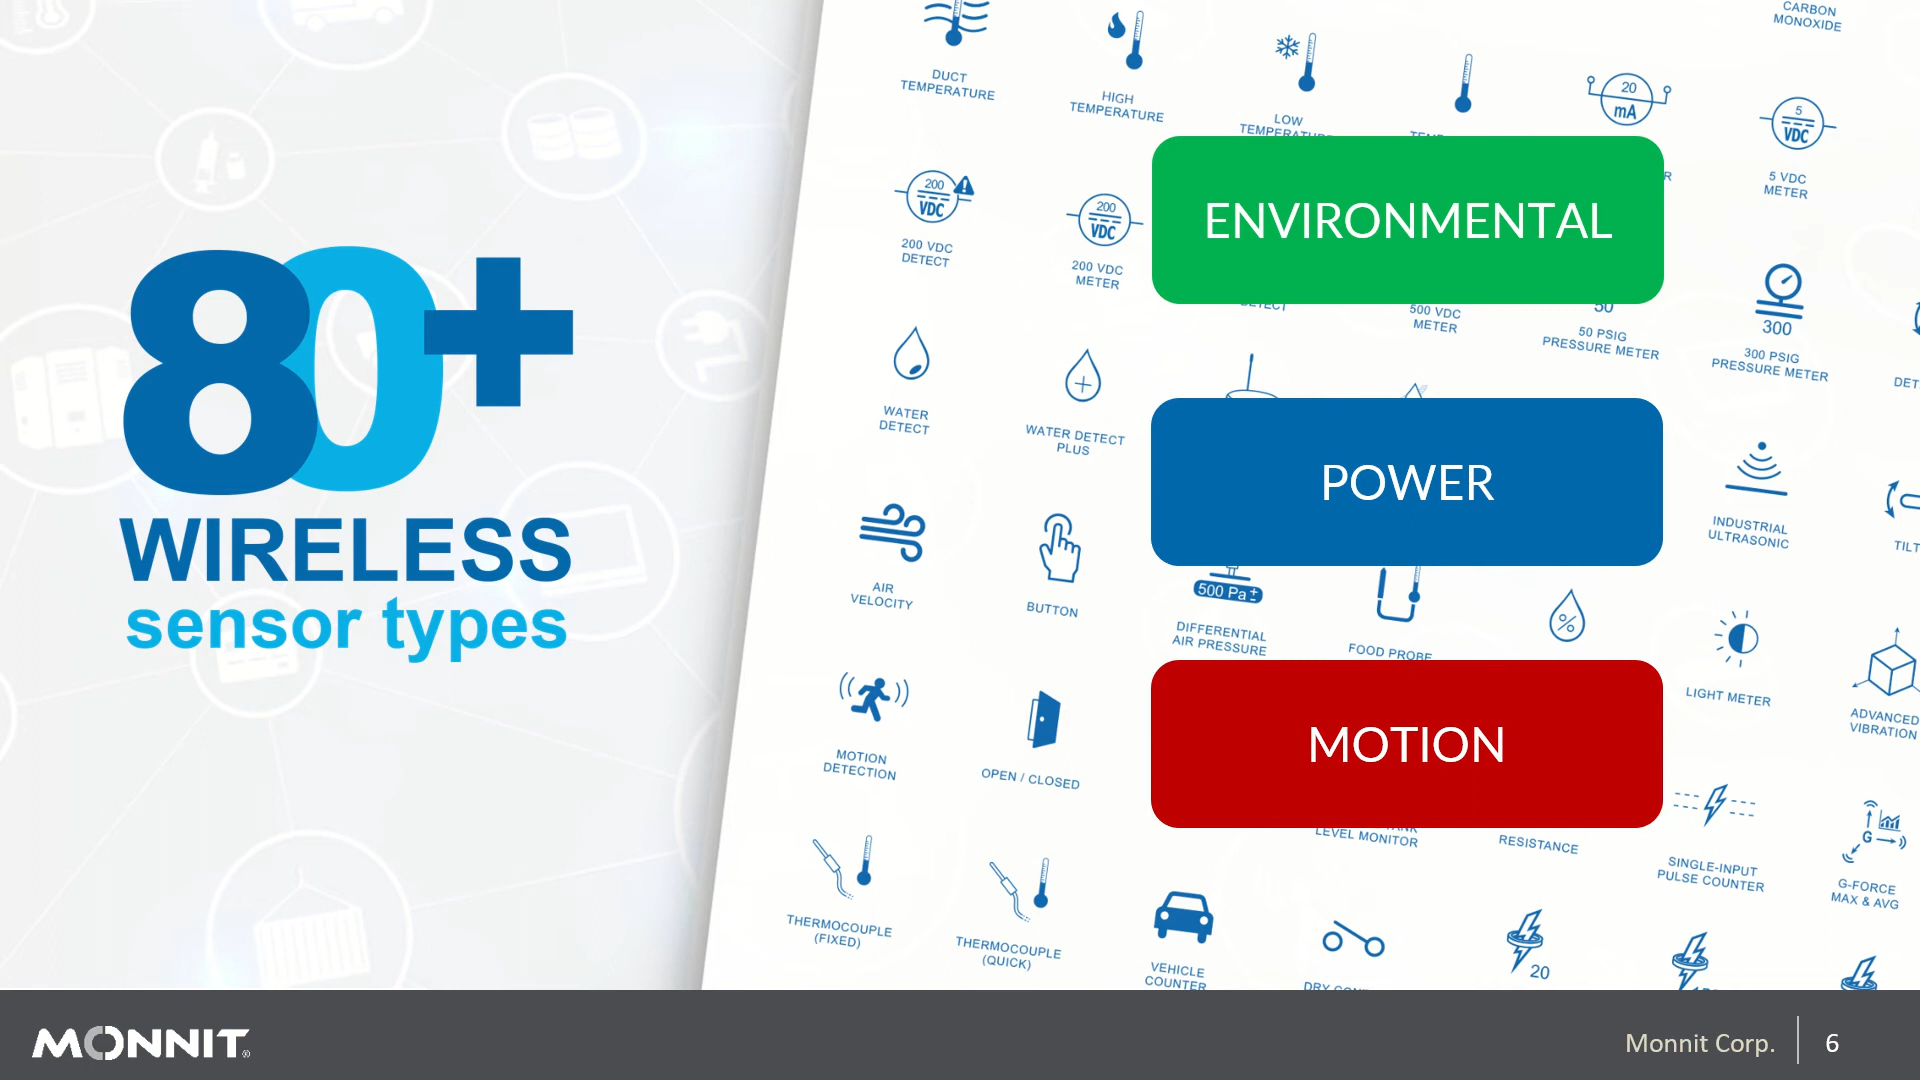 80+
WIRELESS
sensor types
CARBON
MONOXIDE
DUCT
TEMPERATURE
HIGH
TEMPERATURE
LOW
20
mA
5
VDC
5 VDC
METER
200
VDC
200 VDC
DETECT
200
VDC
200 VDC
METER
ENVIRONMENTAL
500 VDC
METER
50
50 PSIG
PRESSURE METER
300
300 PSIG
PRESSURE METER
WATER
DETECT
WATER DETECT
PLUS
POWER
INDUSTRIAL
ULTRASONIC
TILT
AIR
VELOCITY
BUTTON
500 Pa±
DIFFERENTIAL
AIR PRESSURE
FOOD PROBE
%
LIGHT METER
ADVANCED
VIBRATION
MOTION
MOTION
DETECTION
OPEN / CLOSED
LEVEL MONITOR
RESISTANCE
SINGLE-INPUT
PULSE COUNTER
G
G-FORCE
MAX & AVG
THERMOCOUPLE
(FIXED)
THERMOCOUPLE
(QUICK)
VEHICLE
COUNTER
20
MONNIT®
Monnit Corp.
6